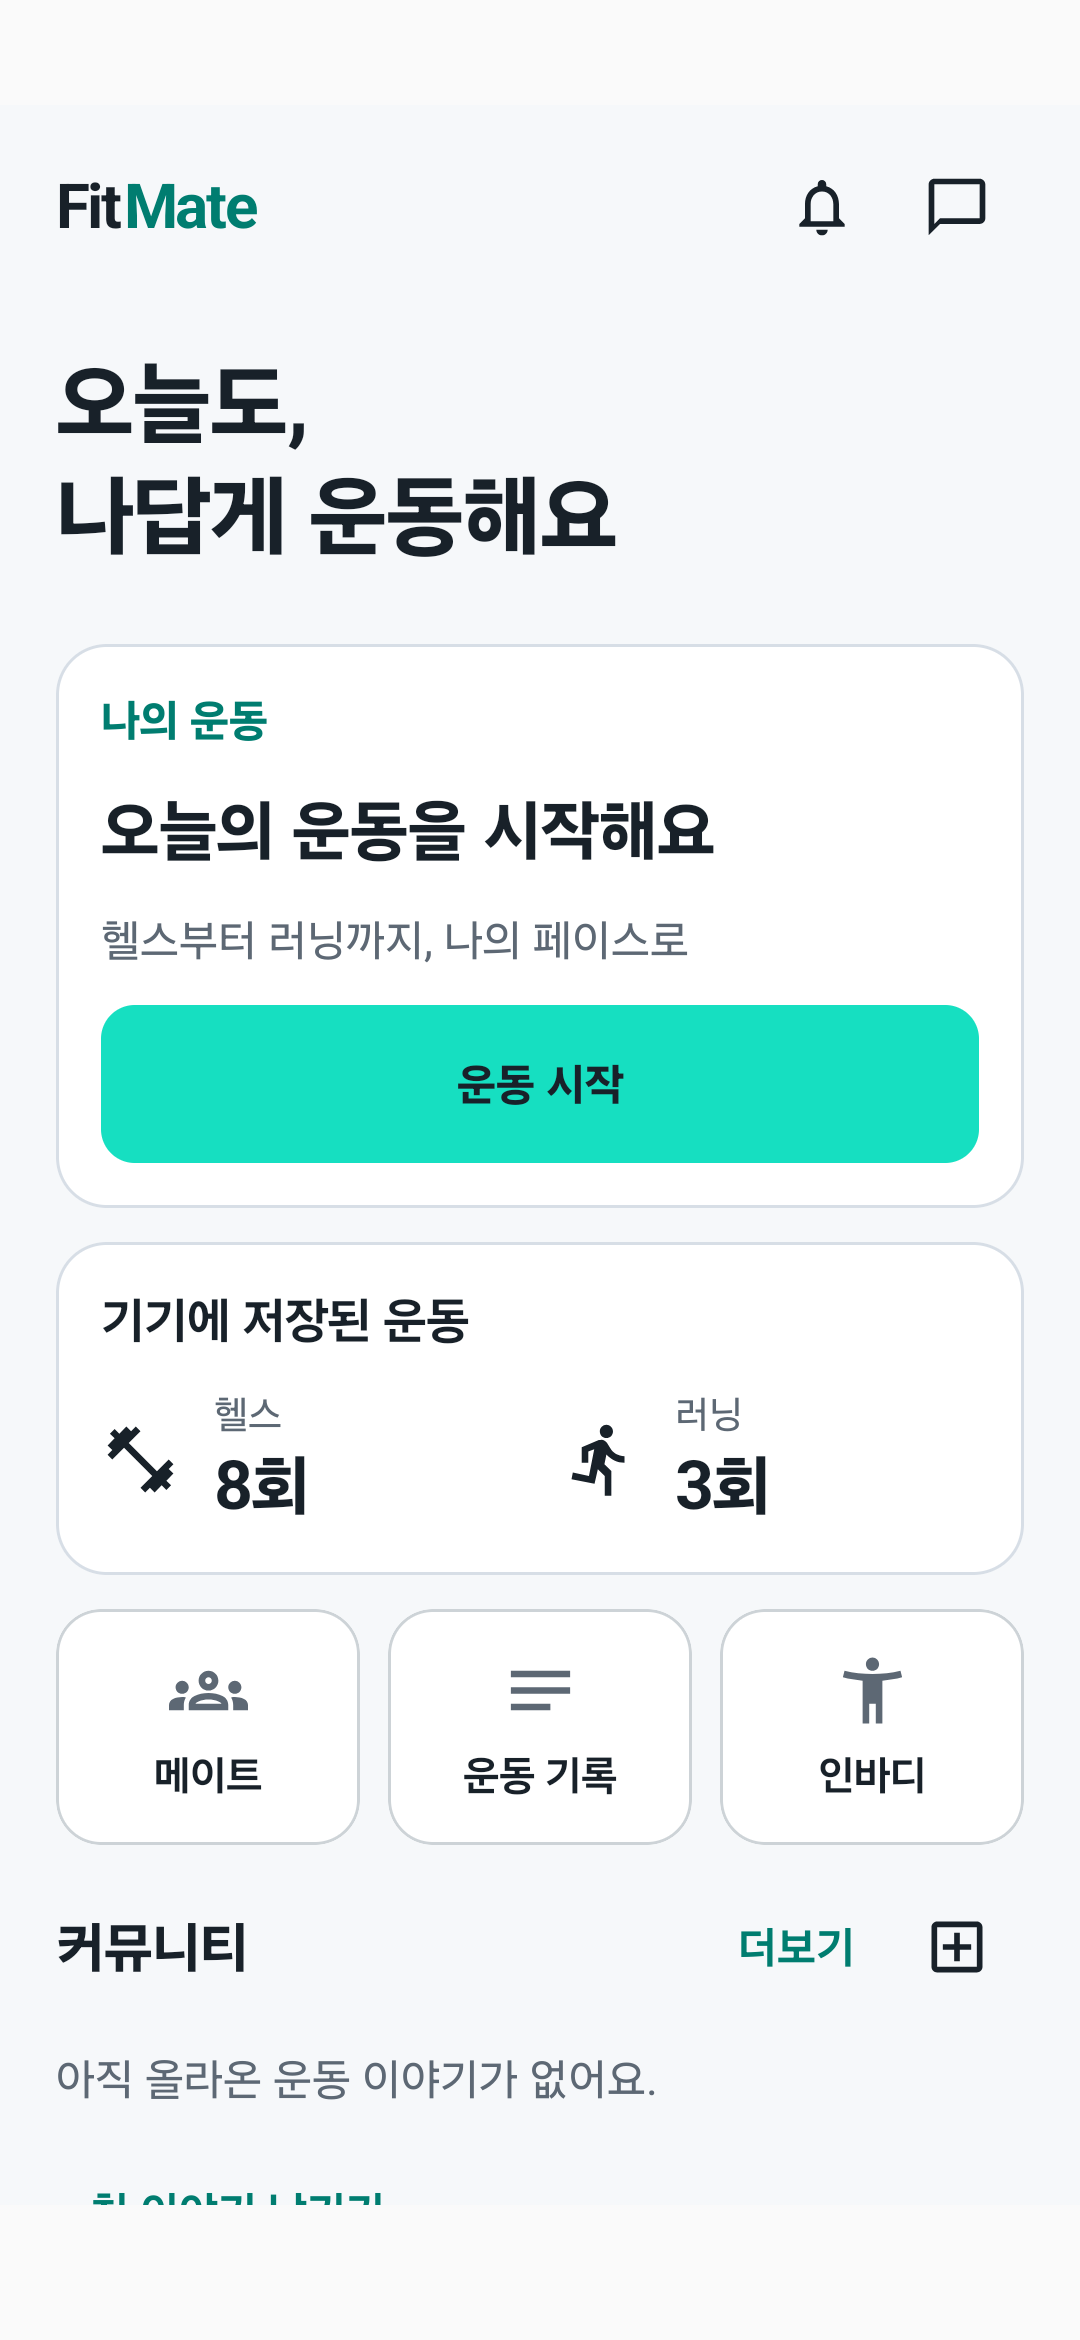 FitMate
오늘도,
나답게 운동해요
나의 운동
오늘의 운동을 시작해요
헬스부터 러닝까지, 나의 페이스로
운동 시작
기기에 저장된 운동
헬스
8회
러닝
3회
메이트
운동 기록
인바디
커뮤니티
더보기
아직 올라온 운동 이야기가 없어요.